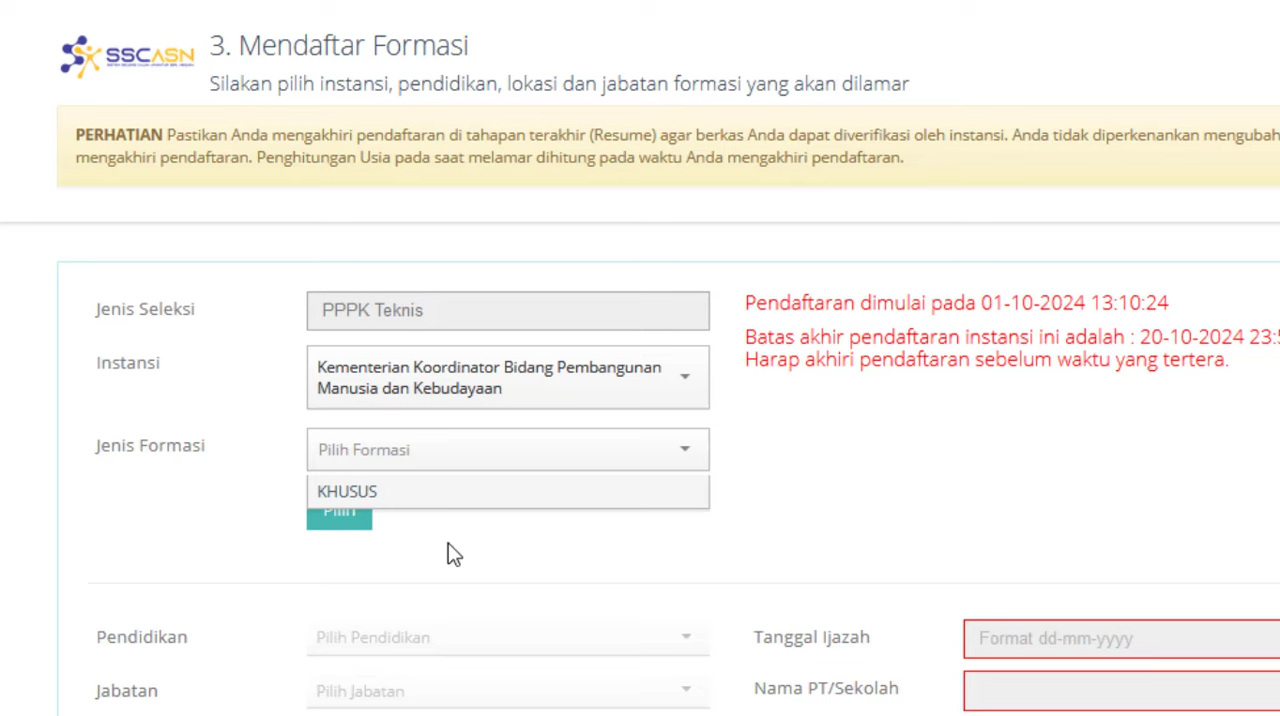 SSCASN
3. Mendaftar Formasi
Silakan pilih instansi, pendidikan, lokasi dan jabatan formasi yang akan dilamar
PERHATIAN Pastikan Anda mengakhiri pendaftaran di tahapan terakhir (Resume) agar berkas Anda dapat diverifikasi oleh instansi. Anda tidak diperkenankan mengubah
mengakhiri pendaftaran. Penghitungan Usia pada saat melamar dihitung pada waktu Anda mengakhiri pendaftaran.
Jenis Seleksi
PPPK Teknis
Pendaftaran dimulai pada 01-10-2024 13:10:24
Batas akhir pendaftaran instansi ini adalah : 20-10-2024 23:5
Harap akhiri pendaftaran sebelum waktu yang tertera.
Instansi
Kementerian Koordinator Bidang Pembangunan
Manusia dan Kebudayaan
Jenis Formasi
Pilih Formasi
KHUSUS
Pilih
Pendidikan
Pilih Pendidikan
Tanggal Ijazah
Format dd-mm-yyyy
Jabatan
Pilih Jabatan
Nama PT/Sekolah